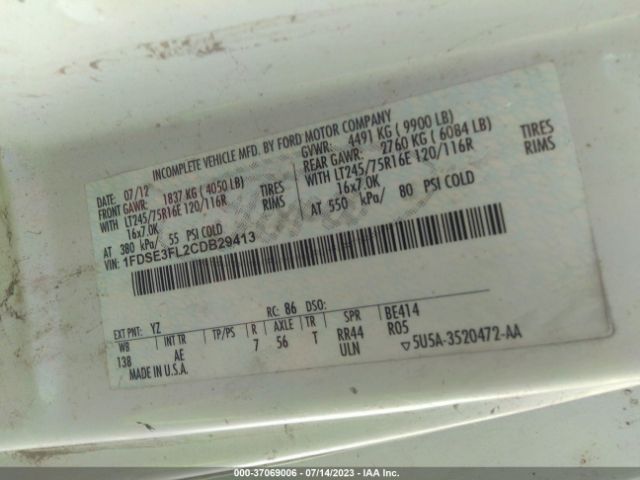 INCOMPLETE VEHICLE MFD. BY FORD MOTOR COMPANY
DATE: 07/12 GVWR: 4491 KG ( 9900 LB)
FRONT GAWR: 1837 KG ( 4050 LB) REAR GAWR: 2760 KG ( 6084 LB)
WITH LT245/75R16E 120/116R TIRES WITH LT245/75R16E 120/116R TIRES
16x7.0K RIMS 16x7.0K RIMS
AT 380 kPa/ 55 PSI COLD AT 550 kPa/ 80 PSI COLD
VIN: 1FDSE3FL2CDB29413
EXT PNT: YZ RC: 86 DSO:
WB INT TR TP/PS R AXLE TR SPR BE414
138 AE 7 56 T RR44 R05
ULN
MADE IN U.S.A. ▽5U5A-3520472-AA
000-37069006 - 07/14/2023 - IAA Inc.